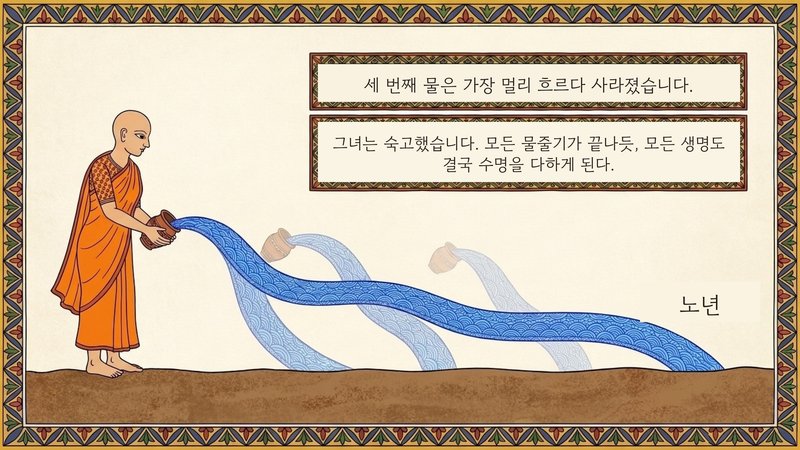 세 번째 물은 가장 멀리 흐르다 사라졌습니다.
그녀는 숙고했습니다. 모든 물줄기가 끝나듯, 모든 생명도
결국 수명을 다하게 된다.
노년